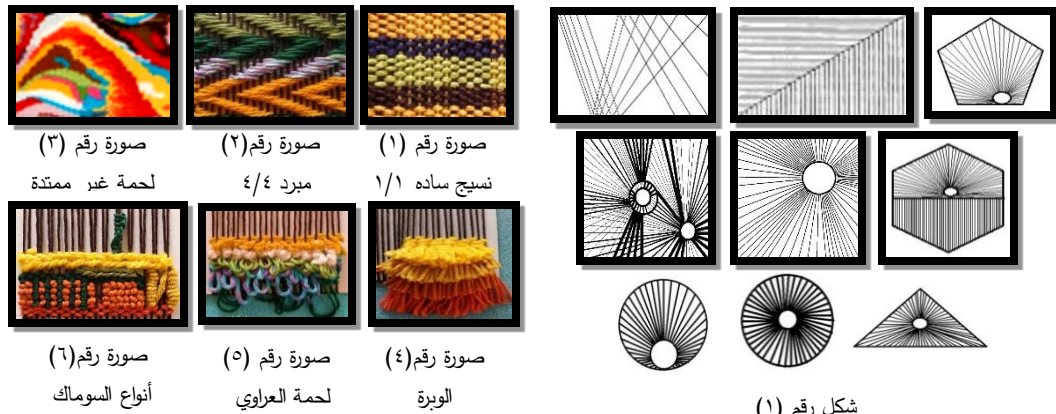 صورة رقم (١)
نسيج ساده ١/١
صورة رقم(٢)
مبرد ٤/٤
صورة رقم (٣)
لحمة غير ممتدة
صورة رقم(٤)
الوبرة
صورة رقم (٥)
لحمة العراوي
صورة رقم(٦)
أنواع السوماك
شكل رقم (١)